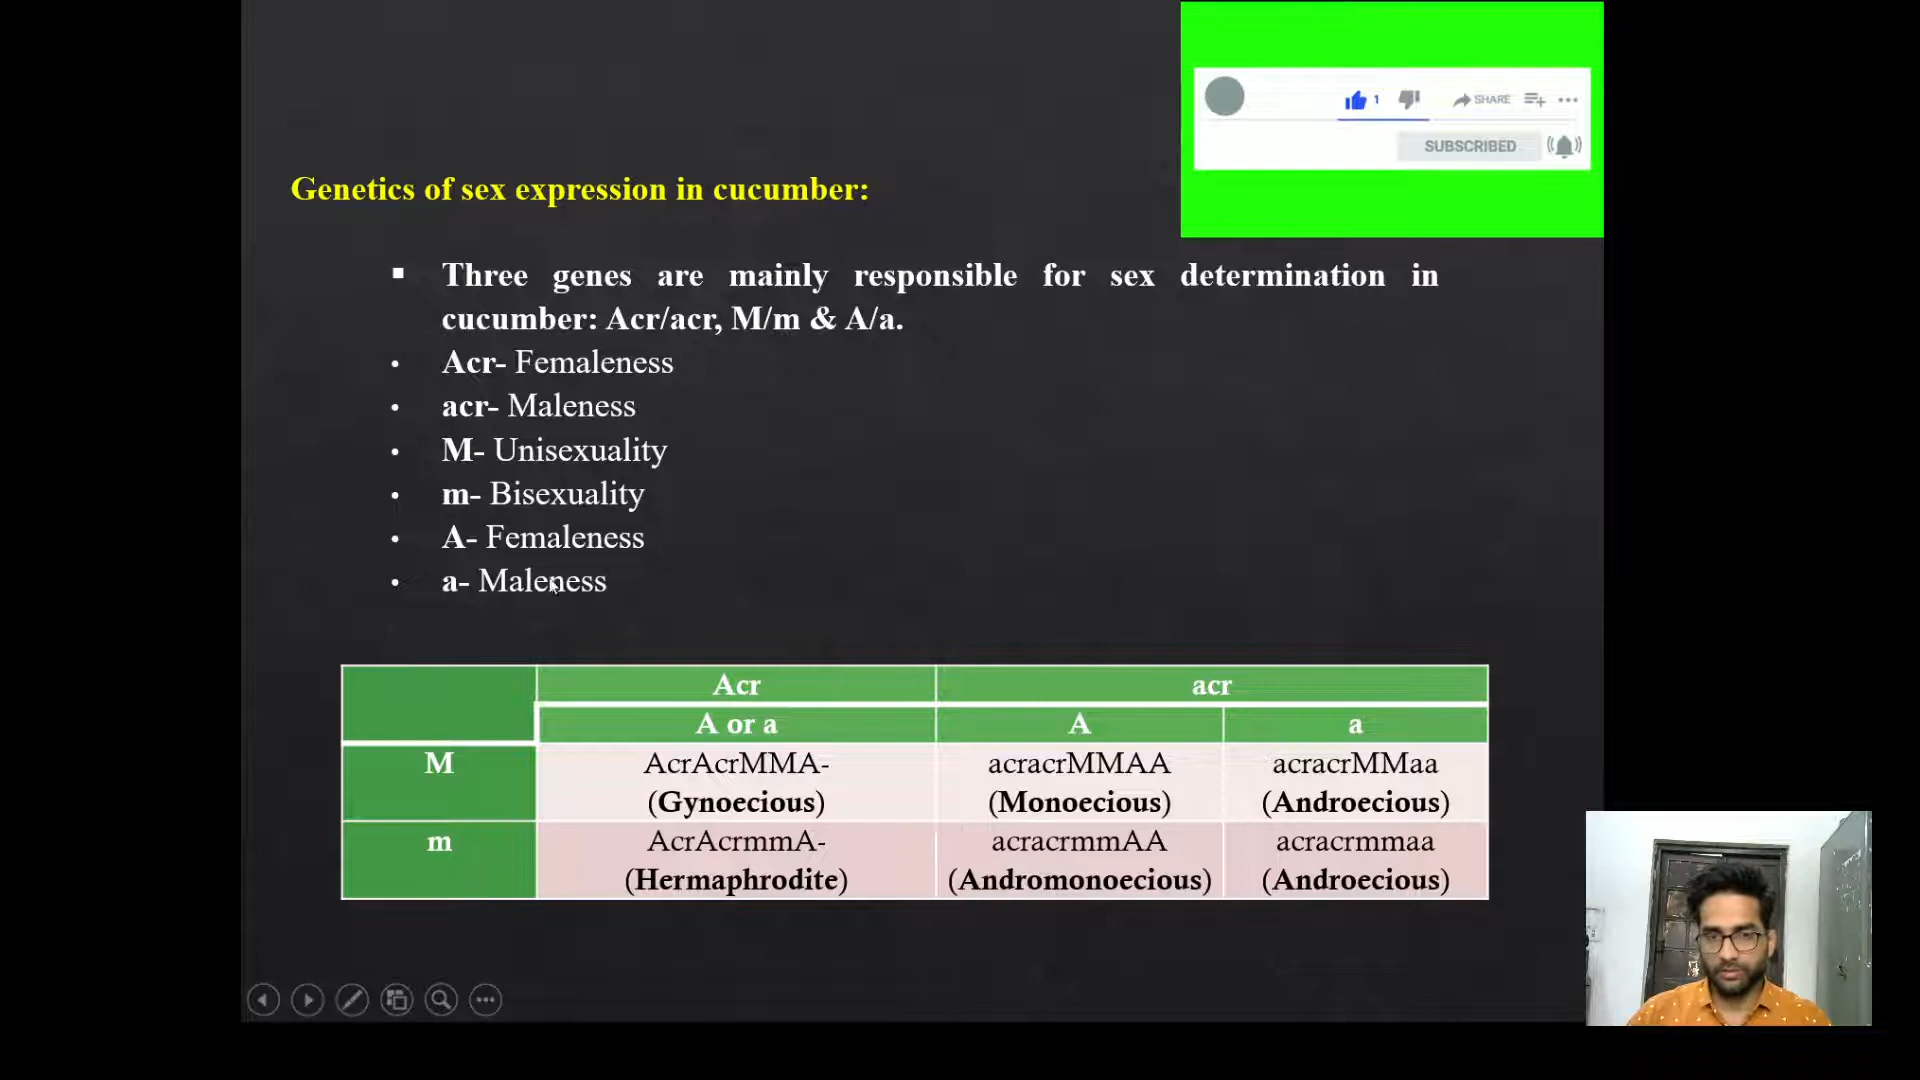 1 SHARE
SUBSCRIBED
Genetics of sex expression in cucumber:
Three genes are mainly responsible for sex determination in
cucumber: Acr/acr, M/m & A/a.
Acr- Femaleness
acr- Maleness
M- Unisexuality
m- Bisexuality
A- Femaleness
a- Maleness
Acr acr
A or a A a
M AcrAcrMMA- acracrMMAA acracrMMaa
(Gynoecious) (Monoecious) (Androecious)
m AcrAcrmmA- acracrmmAA acracrmmaa
(Hermaphrodite) (Andromonoecious) (Androecious)